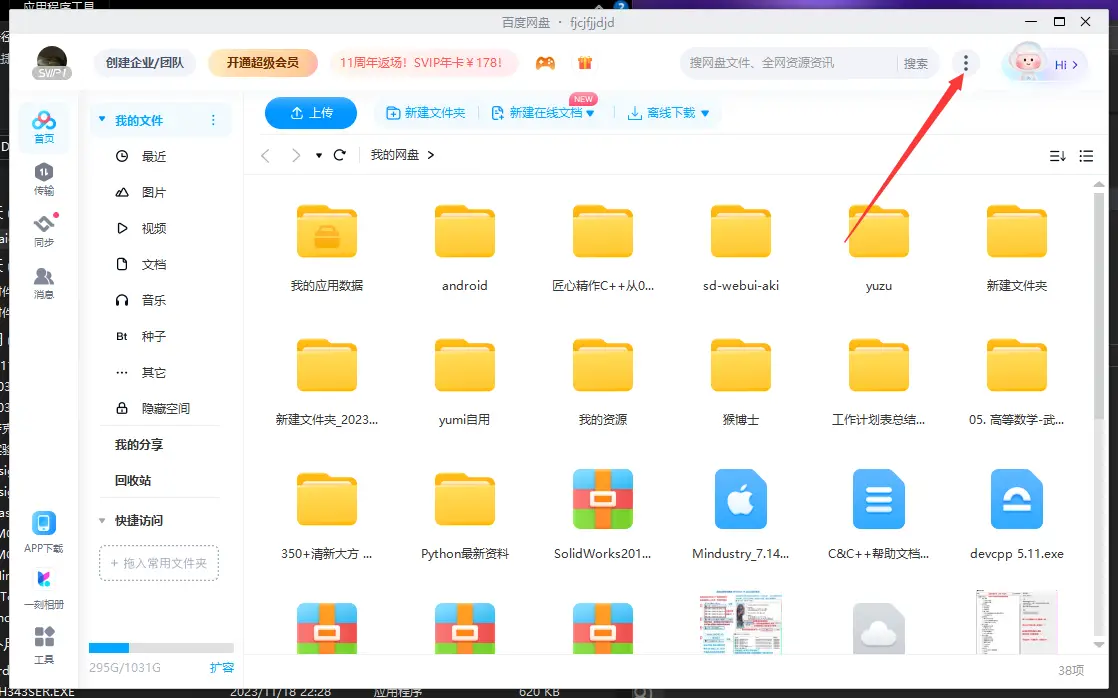 应用程序工具
百度网盘 · fjcjfjjdjd
SVIP1
创建企业/团队
开通超级会员
11周年返场！SVIP年卡￥178!
搜网盘文件、全网资源资讯
搜索
Hi >
首页
传输
同步
消息
APP下载
一刻相册
工具
我的文件
最近
图片
视频
文档
音乐
Bt 种子
其它
隐藏空间
我的分享
回收站
快捷访问
+ 拖入常用文件夹
295G/1031G
扩容
上传
新建文件夹
新建在线文档
NEW
离线下载
我的网盘 >
我的应用数据
android
匠心精作C++从0...
sd-webui-aki
yuzu
新建文件夹
新建文件夹_2023...
yumi自用
我的资源
猴博士
工作计划表总结...
05. 高等数学-武...
350+清新大方 ...
Python最新资料
SolidWorks201...
Mindustry_7.14...
C&C++帮助文档...
devcpp 5.11.exe
38项
H343SER.EXE
2023/11/18 22:28
应用程序
620 KB